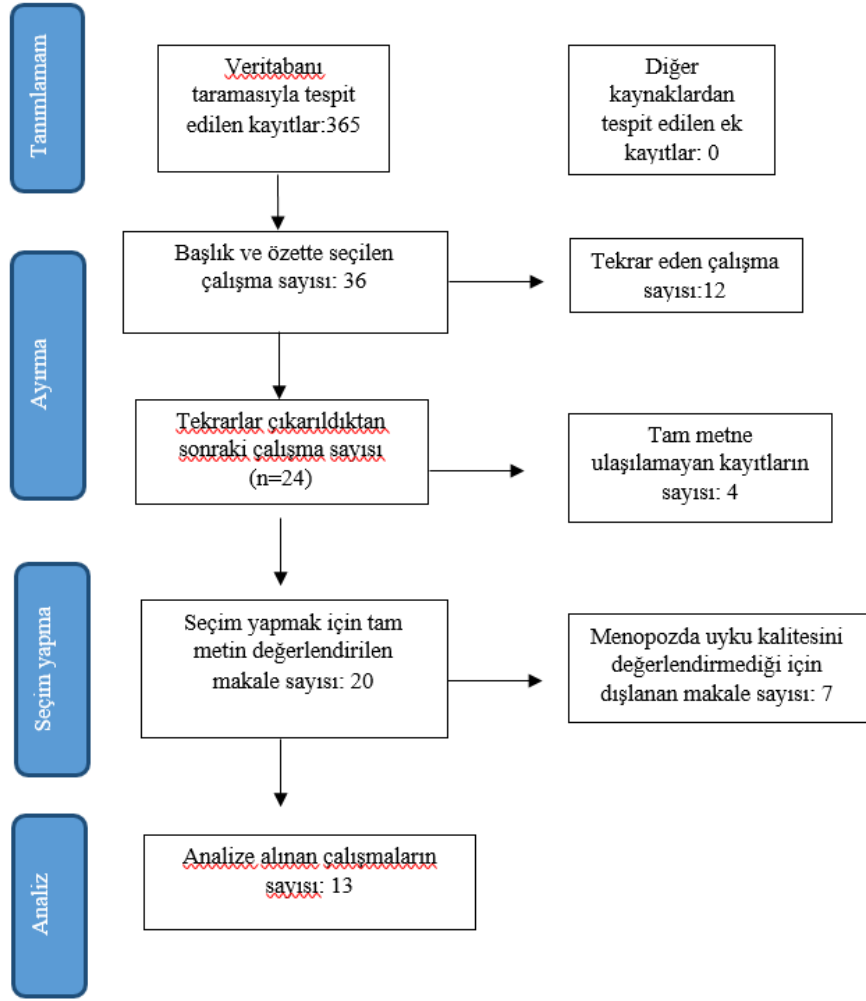 Tanımlamam
Veritabanı
taramasıyla tespit
edilen kayıtlar:365
Diğer
kaynaklardan
tespit edilen ek
kayıtlar: 0
Ayırma
Başlık ve özette seçilen
çalışma sayısı: 36
Tekrar eden çalışma
sayısı:12
Tekrarlar çıkarıldıktan
sonraki çalışma sayısı
(n=24)
Tam metne
ulaşılamayan kayıtların
sayısı: 4
Seçim yapma
Seçim yapmak için tam
metin değerlendirilen
makale sayısı: 20
Menopozda uyku kalitesini
değerlendirmediği için
dışlanan makale sayısı: 7
Analiz
Analize alınan çalışmaların
sayısı: 13